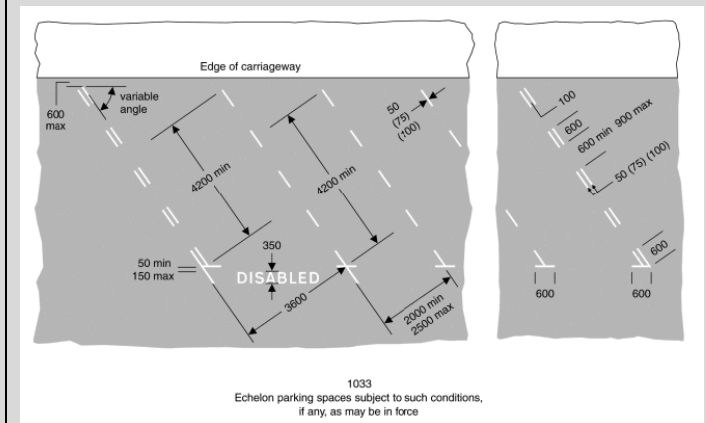 Edge of carriageway
600
max
variable
angle
50
(75)
(100)
4200 min
4200 min
50 min
150 max
350
DISABLED
3600
2000 min
2500 max
100
600
600 min 900 max
50 (75) (100)
600
600
600
1033
Echelon parking spaces subject to such conditions,
if any, as may be in force